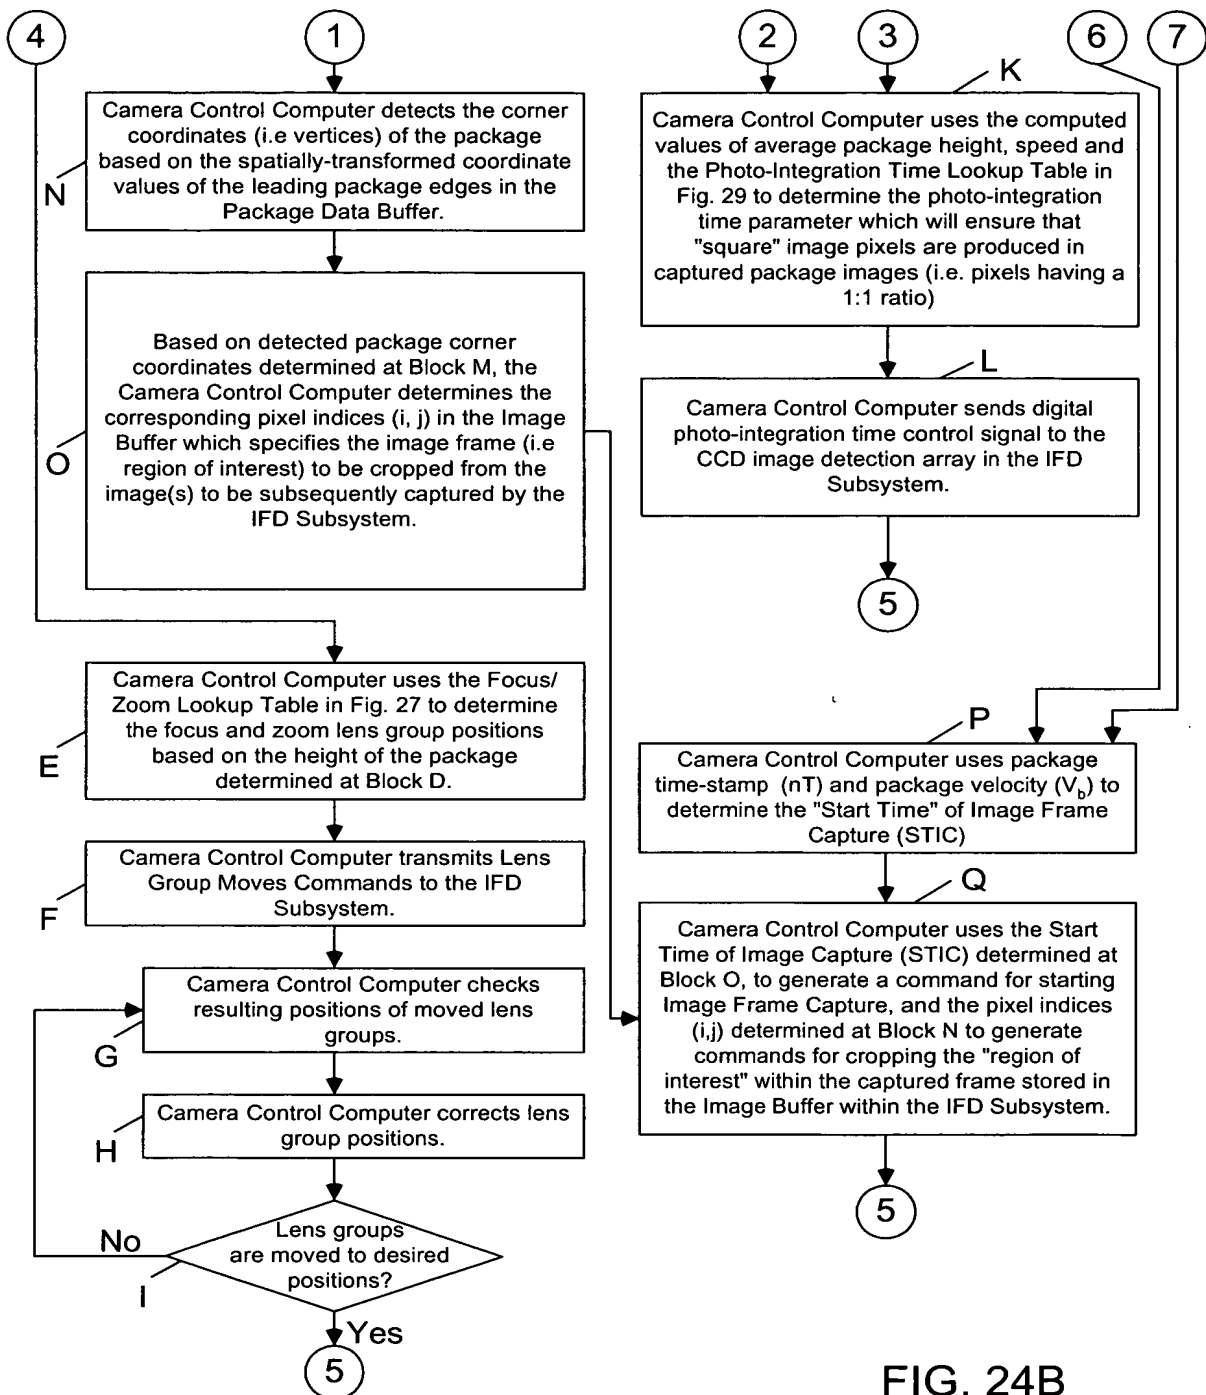 4
1
2
3
6
7
Camera Control Computer detects the corner
coordinates (i.e vertices) of the package
based on the spatially-transformed coordinate
values of the leading package edges in the
Package Data Buffer.
N
K
Camera Control Computer uses the computed
values of average package height, speed and
the Photo-Integration Time Lookup Table in
Fig. 29 to determine the photo-integration
time parameter which will ensure that
"square" image pixels are produced in
captured package images (i.e. pixels having a
1:1 ratio)
Based on detected package corner
coordinates determined at Block M, the
Camera Control Computer determines the
corresponding pixel indices (i, j) in the Image
Buffer which specifies the image frame (i.e
region of interest) to be cropped from the
image(s) to be subsequently captured by the
IFD Subsystem.
O
L
Camera Control Computer sends digital
photo-integration time control signal to the
CCD image detection array in the IFD
Subsystem.
5
Camera Control Computer uses the Focus/
Zoom Lookup Table in Fig. 27 to determine
the focus and zoom lens group positions
based on the height of the package
determined at Block D.
E
Camera Control Computer transmits Lens
Group Moves Commands to the IFD
Subsystem.
F
Camera Control Computer checks
resulting positions of moved lens
groups.
G
Camera Control Computer corrects lens
group positions.
H
Lens groups
are moved to desired
positions?
No
I
Yes
5
P
Camera Control Computer uses package
time-stamp (nT) and package velocity (Vb) to
determine the "Start Time" of Image Frame
Capture (STIC)
Q
Camera Control Computer uses the Start
Time of Image Capture (STIC) determined at
Block O, to generate a command for starting
Image Frame Capture, and the pixel indices
(i,j) determined at Block N to generate
commands for cropping the "region of
interest" within the captured frame stored in
the Image Buffer within the IFD Subsystem.
5
FIG. 24B